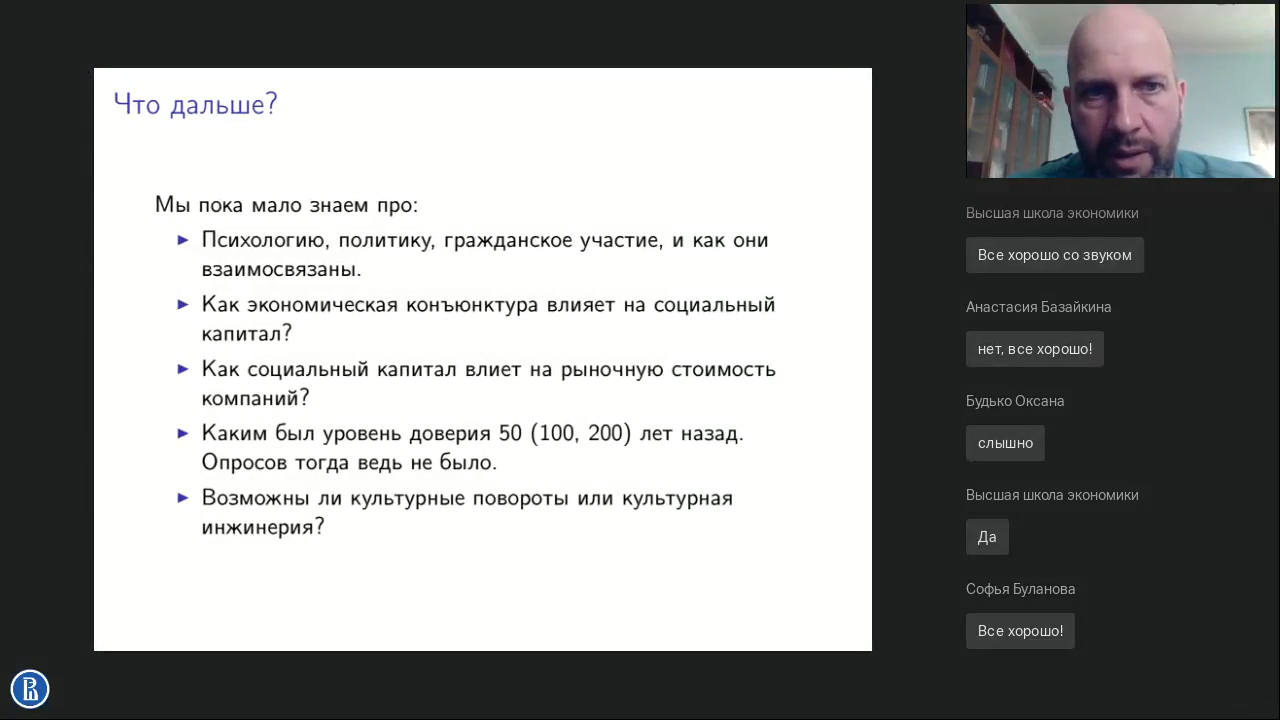 Что дальше?
Мы пока мало знаем про:
Психологию, политику, гражданское участие, и как они
взаимосвязаны.
Как экономическая конъюнктура влияет на социальный
капитал?
Как социальный капитал влиет на рыночную стоимость
компаний?
Каким был уровень доверия 50 (100, 200) лет назад.
Опросов тогда ведь не было.
Возможны ли культурные повороты или культурная
инжинерия?
Высшая школа экономики
Все хорошо со звуком
Анастасия Базайкина
нет, все хорошо!
Будько Оксана
слышно
Высшая школа экономики
Да
Софья Буланова
Все хорошо!